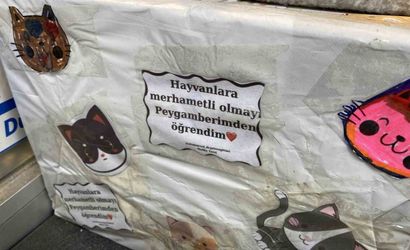 Hayvanlara
merhametli olmayı
Peygamberimden
öğrendim❤
Hayvanlara
merhametli olmayı
Peygamberimden
öğrendim❤